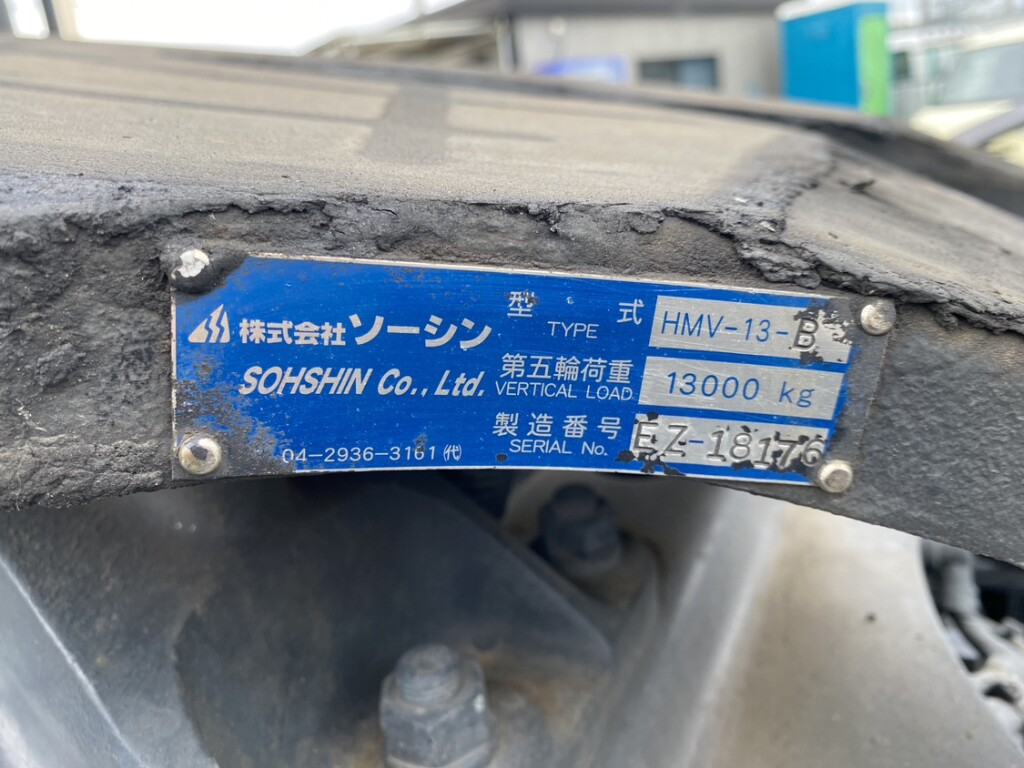 株式会社 ソーシン
SOHSHIN Co., Ltd.
04-2936-3161 (代)
型式 HMV-13-B
TYPE
第五輪荷重 13000 kg
VERTICAL LOAD
製造番号 EZ-18176
SERIAL No.